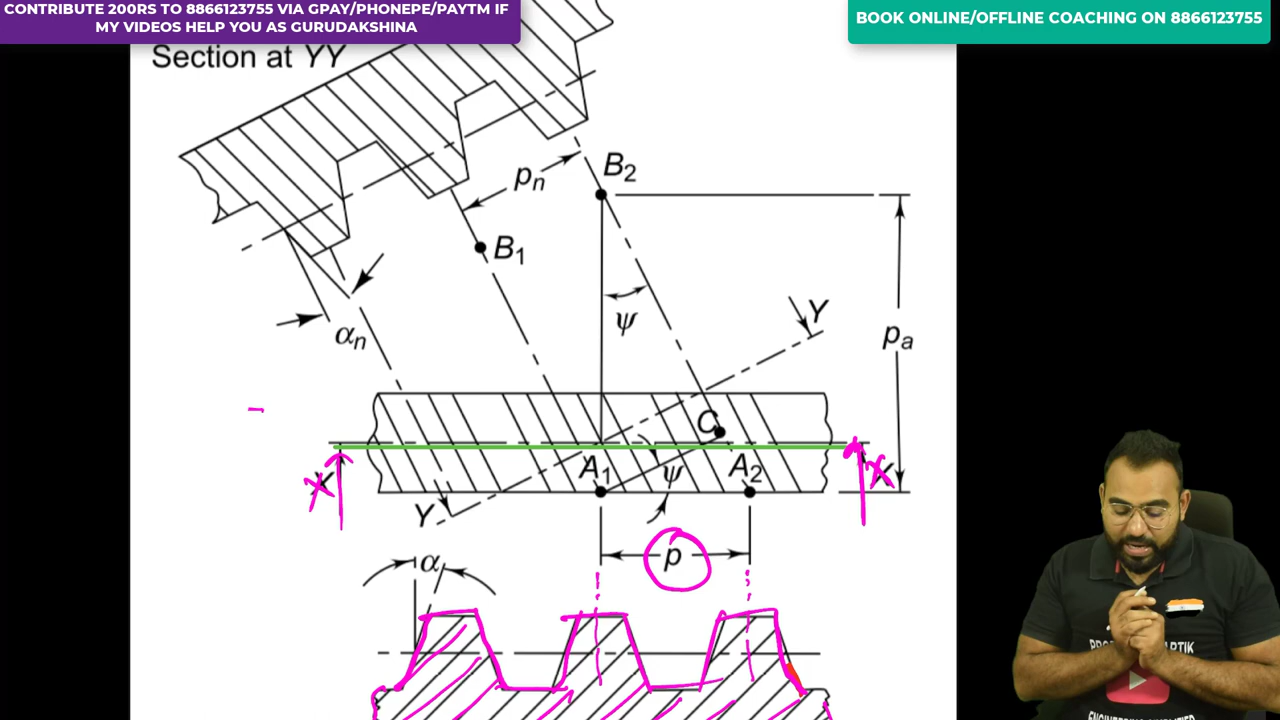 CONTRIBUTE 200RS TO 8866123755 VIA GPAY/PHONEPE/PAYTM IF
MY VIDEOS HELP YOU AS GURUDAKSHINA
BOOK ONLINE/OFFLINE COACHING ON 8866123755
Section at YY
pn
B2
B1
ψ
Y
αn
pa
C
A1
ψ
A2
X
X
Y
p
α